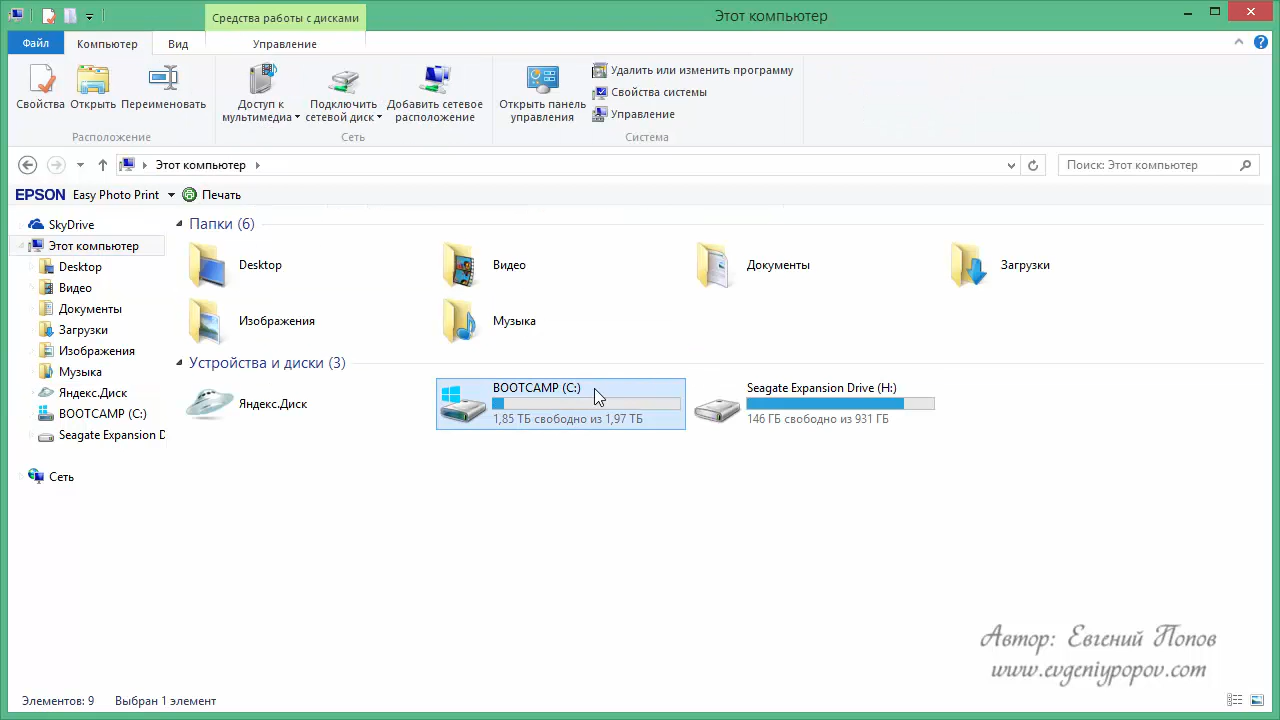 Средства работы с дисками
Этот компьютер
Файл
Компьютер
Вид
Управление
Свойства
Открыть
Переименовать
Расположение
Доступ к
мультимедиа
Подключить
сетевой диск
Добавить сетевое
расположение
Сеть
Открыть панель
управления
Удалить или изменить программу
Свойства системы
Управление
Система
Этот компьютер
Поиск: Этот компьютер
EPSON
Easy Photo Print
Печать
SkyDrive
Этот компьютер
Desktop
Видео
Документы
Загрузки
Изображения
Музыка
Яндекс.Диск
BOOTCAMP (C:)
Seagate Expansion D
Сеть
Папки (6)
Desktop
Видео
Документы
Загрузки
Изображения
Музыка
Устройства и диски (3)
Яндекс.Диск
BOOTCAMP (C:)
1,85 ТБ свободно из 1,97 ТБ
Seagate Expansion Drive (H:)
146 ГБ свободно из 931 ГБ
Автор: Евгений Попов
www.evgeniypopov.com
Элементов: 9
Выбран 1 элемент